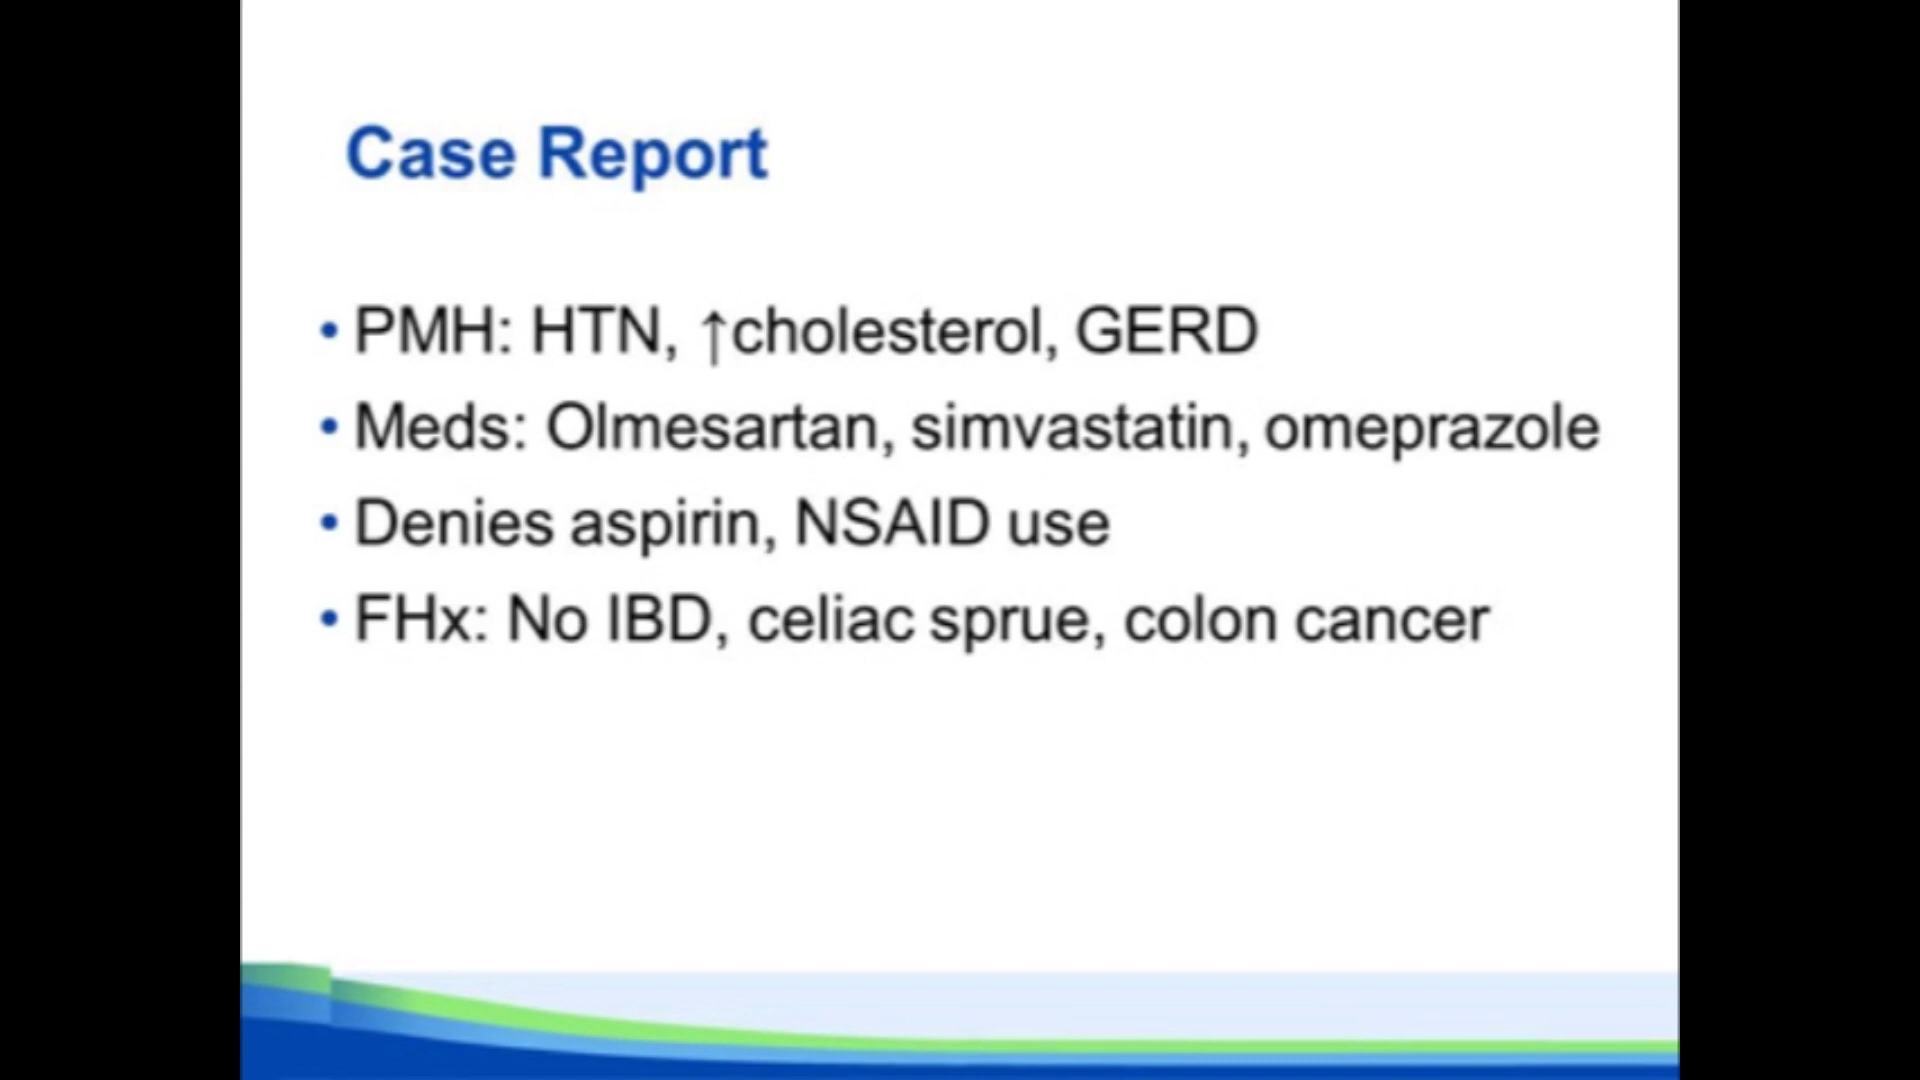 Case Report
• PMH: HTN, ↑cholesterol, GERD
• Meds: Olmesartan, simvastatin, omeprazole
• Denies aspirin, NSAID use
• FHx: No IBD, celiac sprue, colon cancer